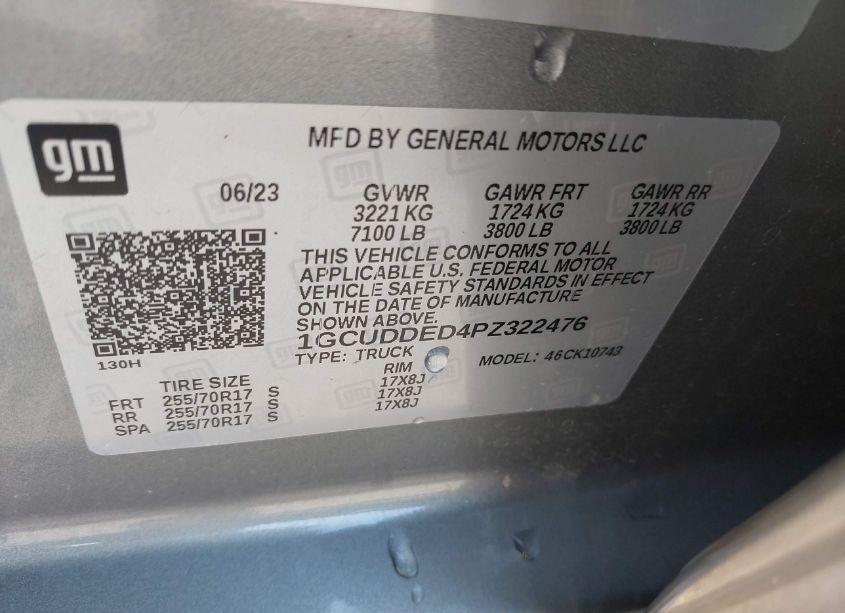 gm
MFD BY GENERAL MOTORS LLC
06/23 GVWR GAWR FRT GAWR RR
3221 KG 1724 KG 1724 KG
7100 LB 3800 LB 3800 LB
THIS VEHICLE CONFORMS TO ALL
APPLICABLE U.S. FEDERAL MOTOR
VEHICLE SAFETY STANDARDS IN EFFECT
ON THE DATE OF MANUFACTURE
SHOWN ABOVE.
1GCUDDED4PZ322476
130H
TYPE: TRUCK MODEL: 46CK10743
TIRE SIZE RIM
FRT 255/70R17 S 17X8J
RR 255/70R17 S 17X8J
SPA 255/70R17 S 17X8J